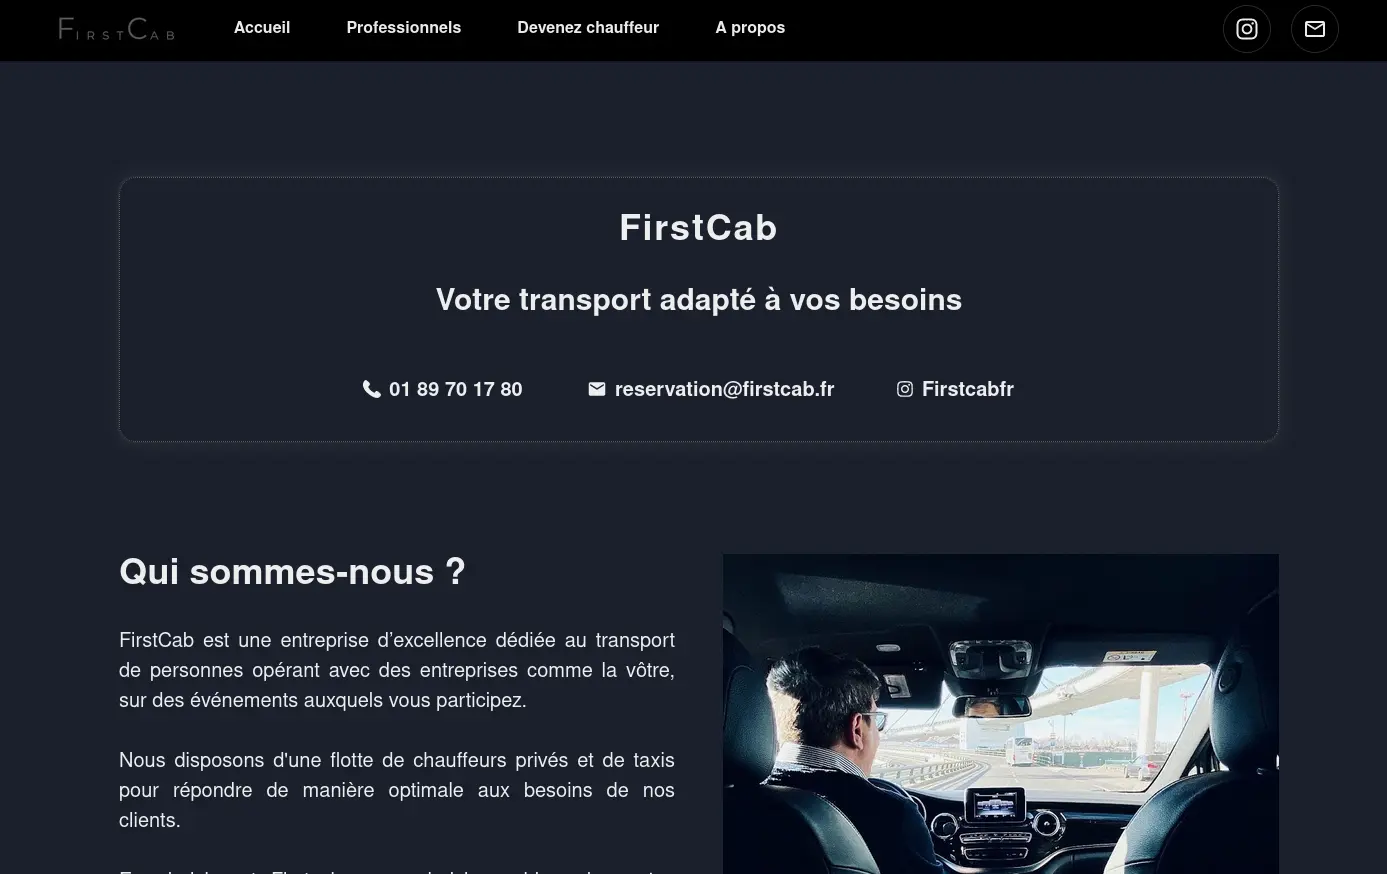 FirstCab
Accueil
Professionnels
Devenez chauffeur
A propos
FirstCab
Votre transport adapté à vos besoins
01 89 70 17 80
reservation@firstcab.fr
Firstcabfr
Qui sommes-nous ?
FirstCab est une entreprise d’excellence dédiée au transport
de personnes opérant avec des entreprises comme la vôtre,
sur des événements auxquels vous participez.
Nous disposons d'une flotte de chauffeurs privés et de taxis
pour répondre de manière optimale aux besoins de nos
clients.